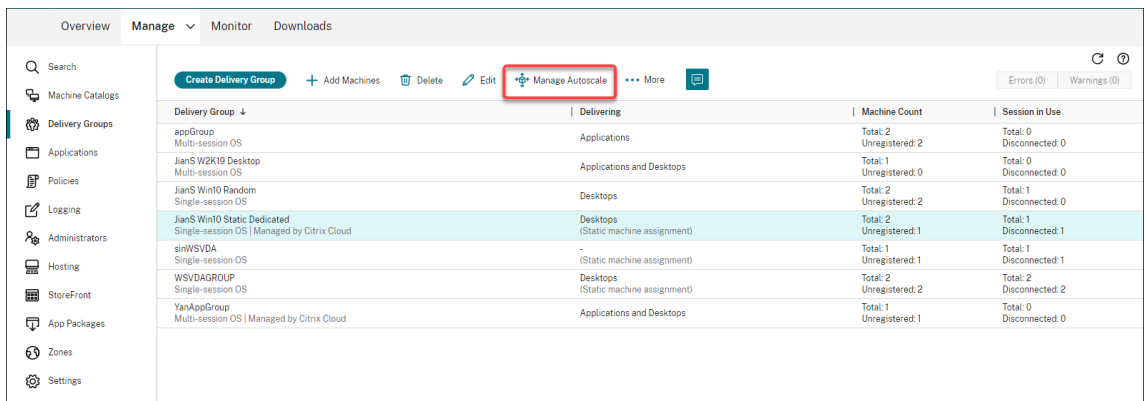 Overview Manage Monitor Downloads
Search
Machine Catalogs
Delivery Groups
Applications
Policies
Logging
Administrators
Hosting
StoreFront
App Packages
Zones
Settings
Create Delivery Group Add Machines Delete Edit Manage Autoscale More
Errors (0) Warnings (0)
Delivery Group ↓ Delivering Machine Count Session in Use
appGroup Applications Total: 2 Total: 0
Multi-session OS Unregistered: 2 Disconnected: 0
JianS W2K19 Desktop Applications and Desktops Total: 1 Total: 0
Multi-session OS Unregistered: 0 Disconnected: 0
JianS Win10 Random Desktops Total: 2 Total: 1
Single-session OS Unregistered: 2 Disconnected: 0
JianS Win10 Static Dedicated Desktops Total: 2 Total: 1
Single-session OS | Managed by Citrix Cloud (Static machine assignment) Unregistered: 1 Disconnected: 1
sinWSVDA - Total: 1 Total: 1
Single-session OS (Static machine assignment) Unregistered: 1 Disconnected: 1
WSVDAGROUP Desktops Total: 2 Total: 2
Single-session OS (Static machine assignment) Unregistered: 2 Disconnected: 2
YanAppGroup Applications and Desktops Total: 1 Total: 0
Multi-session OS | Managed by Citrix Cloud Unregistered: 1 Disconnected: 0